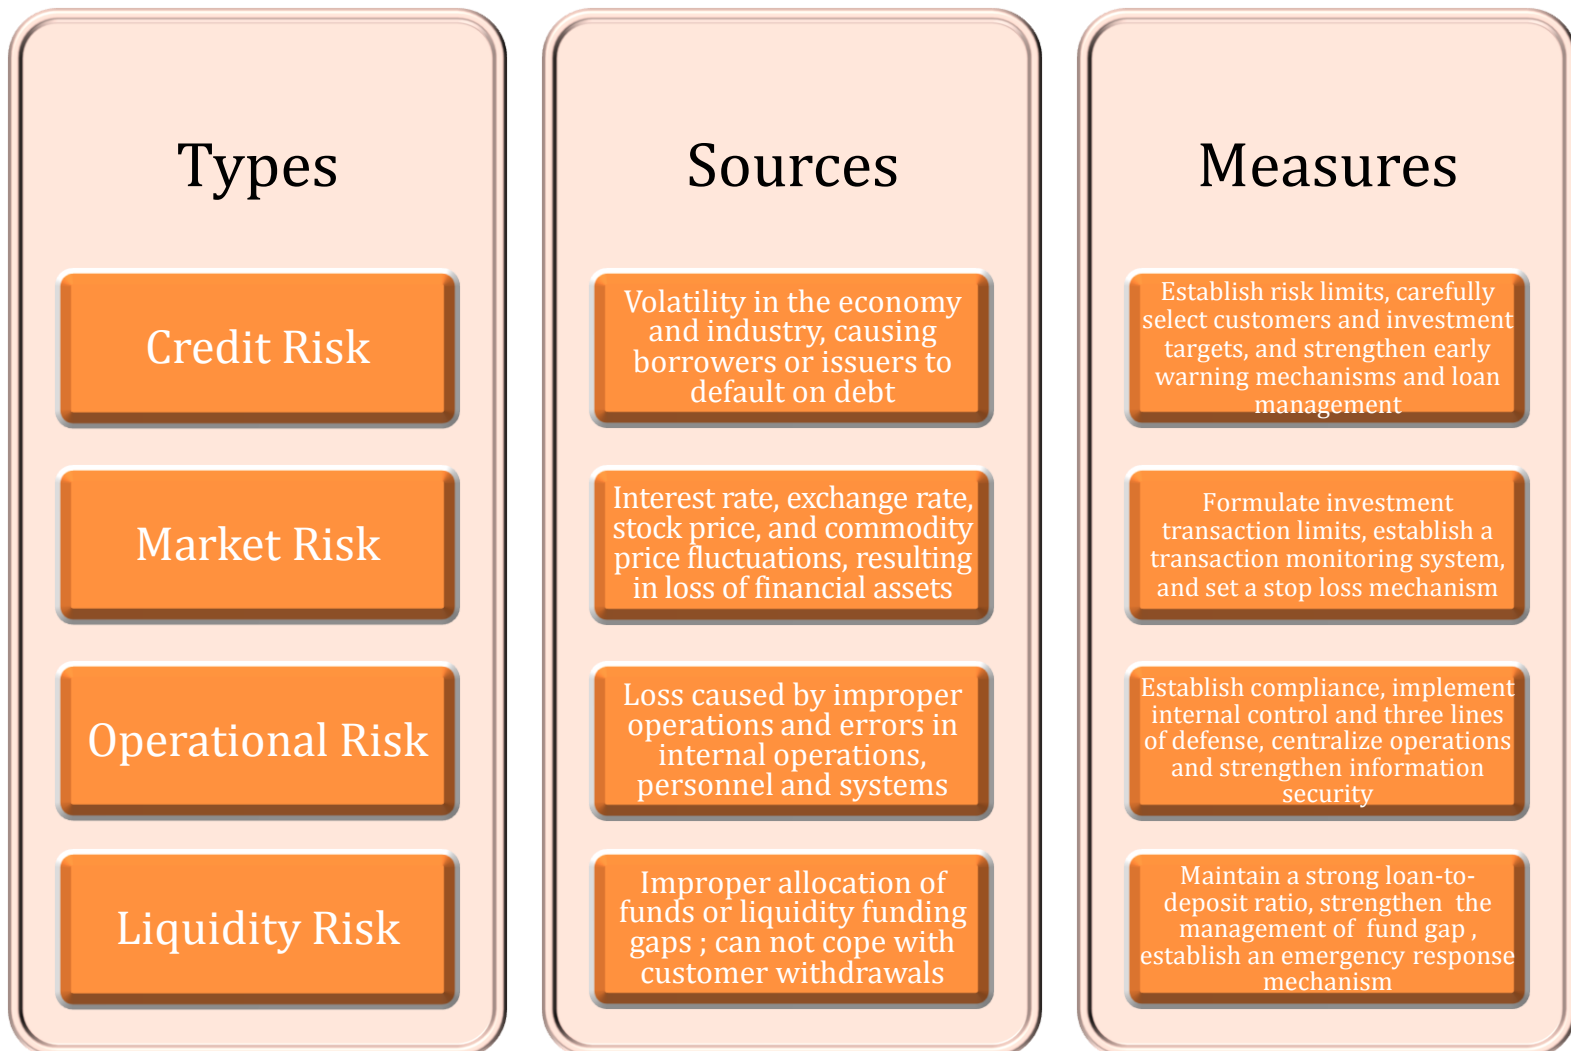 Types
Credit Risk
Market Risk
Operational Risk
Liquidity Risk
Sources
Volatility in the economy
and industry, causing
borrowers or issuers to
default on debt
Interest rate, exchange rate,
stock price, and commodity
price fluctuations, resulting
in loss of financial assets
Loss caused by improper
operations and errors in
internal operations,
personnel and systems
Improper allocation of
funds or liquidity funding
gaps ; can not cope with
customer withdrawals
Measures
Establish risk limits, carefully
select customers and investment
targets, and strengthen early
warning mechanisms and loan
management
Formulate investment
transaction limits, establish a
transaction monitoring system,
and set a stop loss mechanism
Establish compliance, implement
internal control and three lines
of defense, centralize operations
and strengthen information
security
Maintain a strong loan-to-
deposit ratio, strengthen  the
management of  fund gap ,
establish an emergency response
mechanism